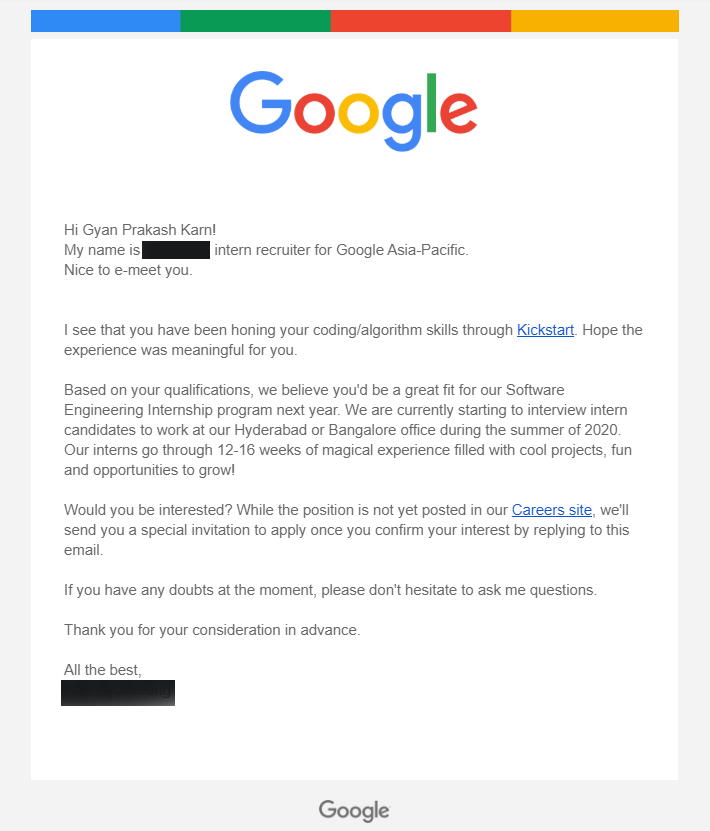 Google
Hi Gyan Prakash Karn!
My name is intern recruiter for Google Asia-Pacific.
Nice to e-meet you.
I see that you have been honing your coding/algorithm skills through Kickstart. Hope the
experience was meaningful for you.
Based on your qualifications, we believe you'd be a great fit for our Software
Engineering Internship program next year. We are currently starting to interview intern
candidates to work at our Hyderabad or Bangalore office during the summer of 2020.
Our interns go through 12-16 weeks of magical experience filled with cool projects, fun
and opportunities to grow!
Would you be interested? While the position is not yet posted in our Careers site, we'll
send you a special invitation to apply once you confirm your interest by replying to this
email.
If you have any doubts at the moment, please don't hesitate to ask me questions.
Thank you for your consideration in advance.
All the best,
Google